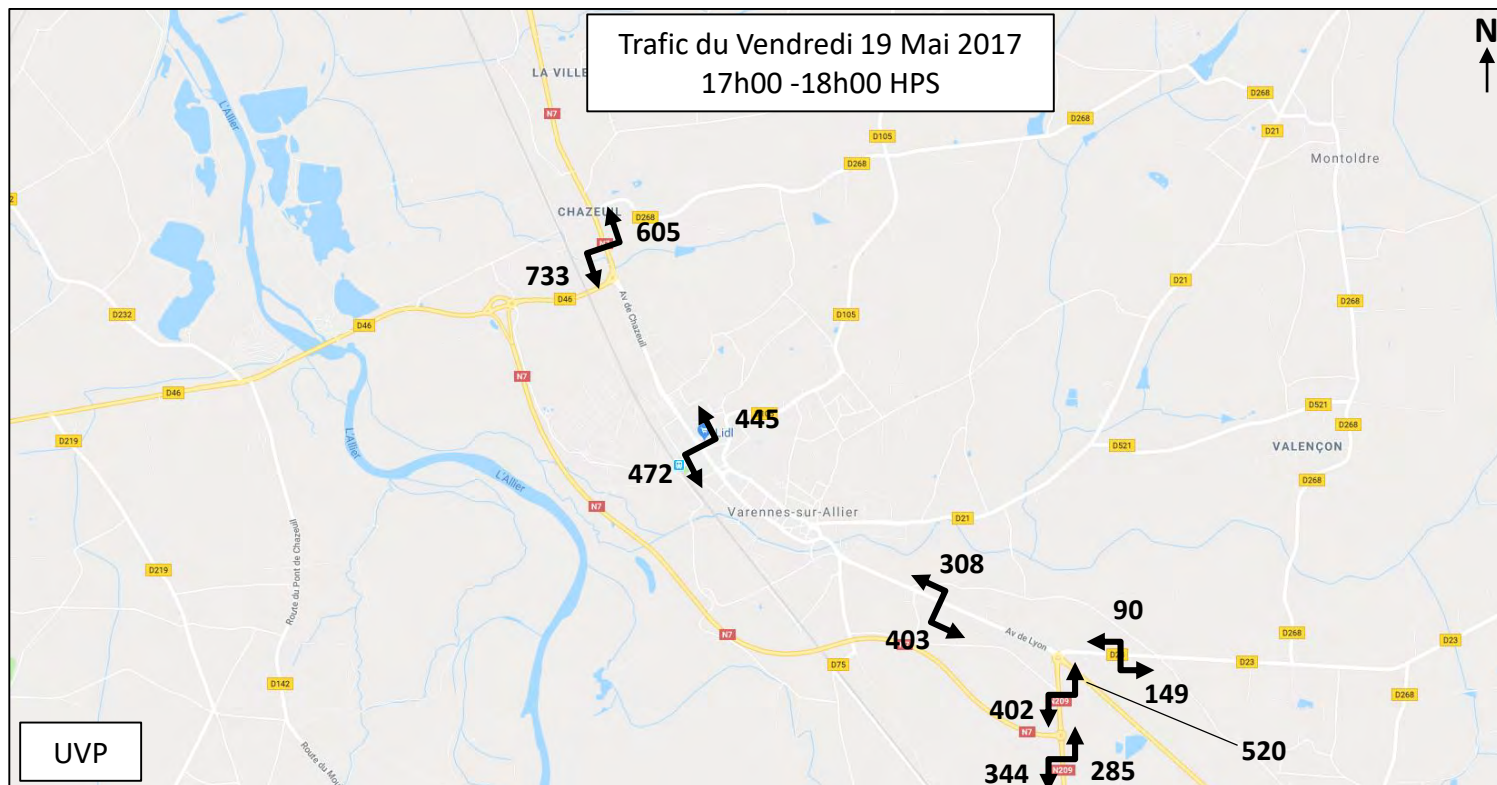 Trafic du Vendredi 19 Mai 2017
17h00 -18h00 HPS
N
LA VILLE
D268
N7
D268
D21
D105
D268
Montoldre
CHAZEUIL
D268
605
L'Allier
733
D21
D46
D232
D46
D105
D268
Av de Chazeuil
N7
D46
D521
445
D268
Lidl
D219
D521
VALENÇON
L'Allier
472
L'Allier
D268
N7
Varennes-sur-Allier
D21
Route du Pont de Chazeuil
308
D219
90
N7
403
Av de Lyon
D268
D23
D23
D75
149
D142
402
N209
D268
N7
520
UVP
344
N209
285